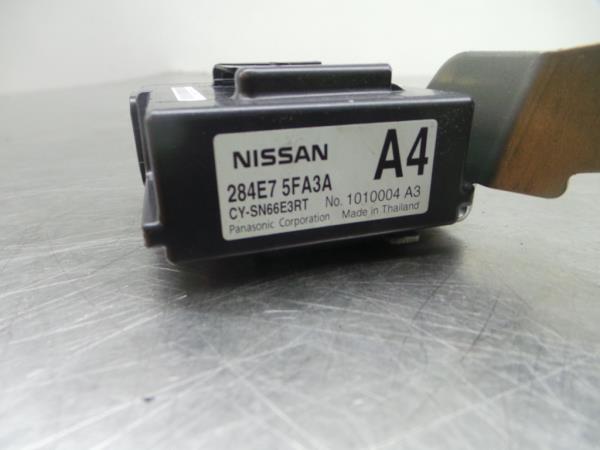 NISSAN A4
284E7 5FA3A
CY-SN66E3RT No. 1010004 A3
Panasonic Corporation Made in Thailand